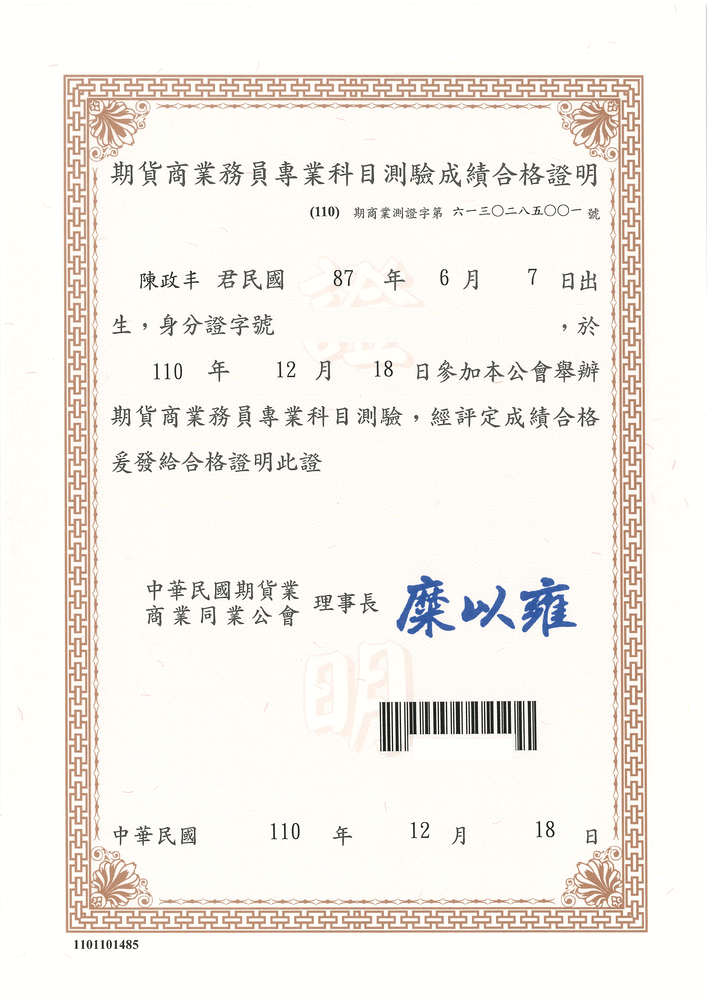 期貨商業務員專業科目測驗成績合格證明
(110) 期商業測證字第 六一三〇二八五〇〇一 號
陳政丰 君民國 87 年 6 月 7 日出
生，身分證字號 ，於
110 年 12 月 18 日參加本公會舉辦
期貨商業務員專業科目測驗，經評定成績合格
爰發給合格證明此證
證
中華民國期貨業
商業同業公會 理事長 糜以雍
明
中華民國 110 年 12 月 18 日
1101101485